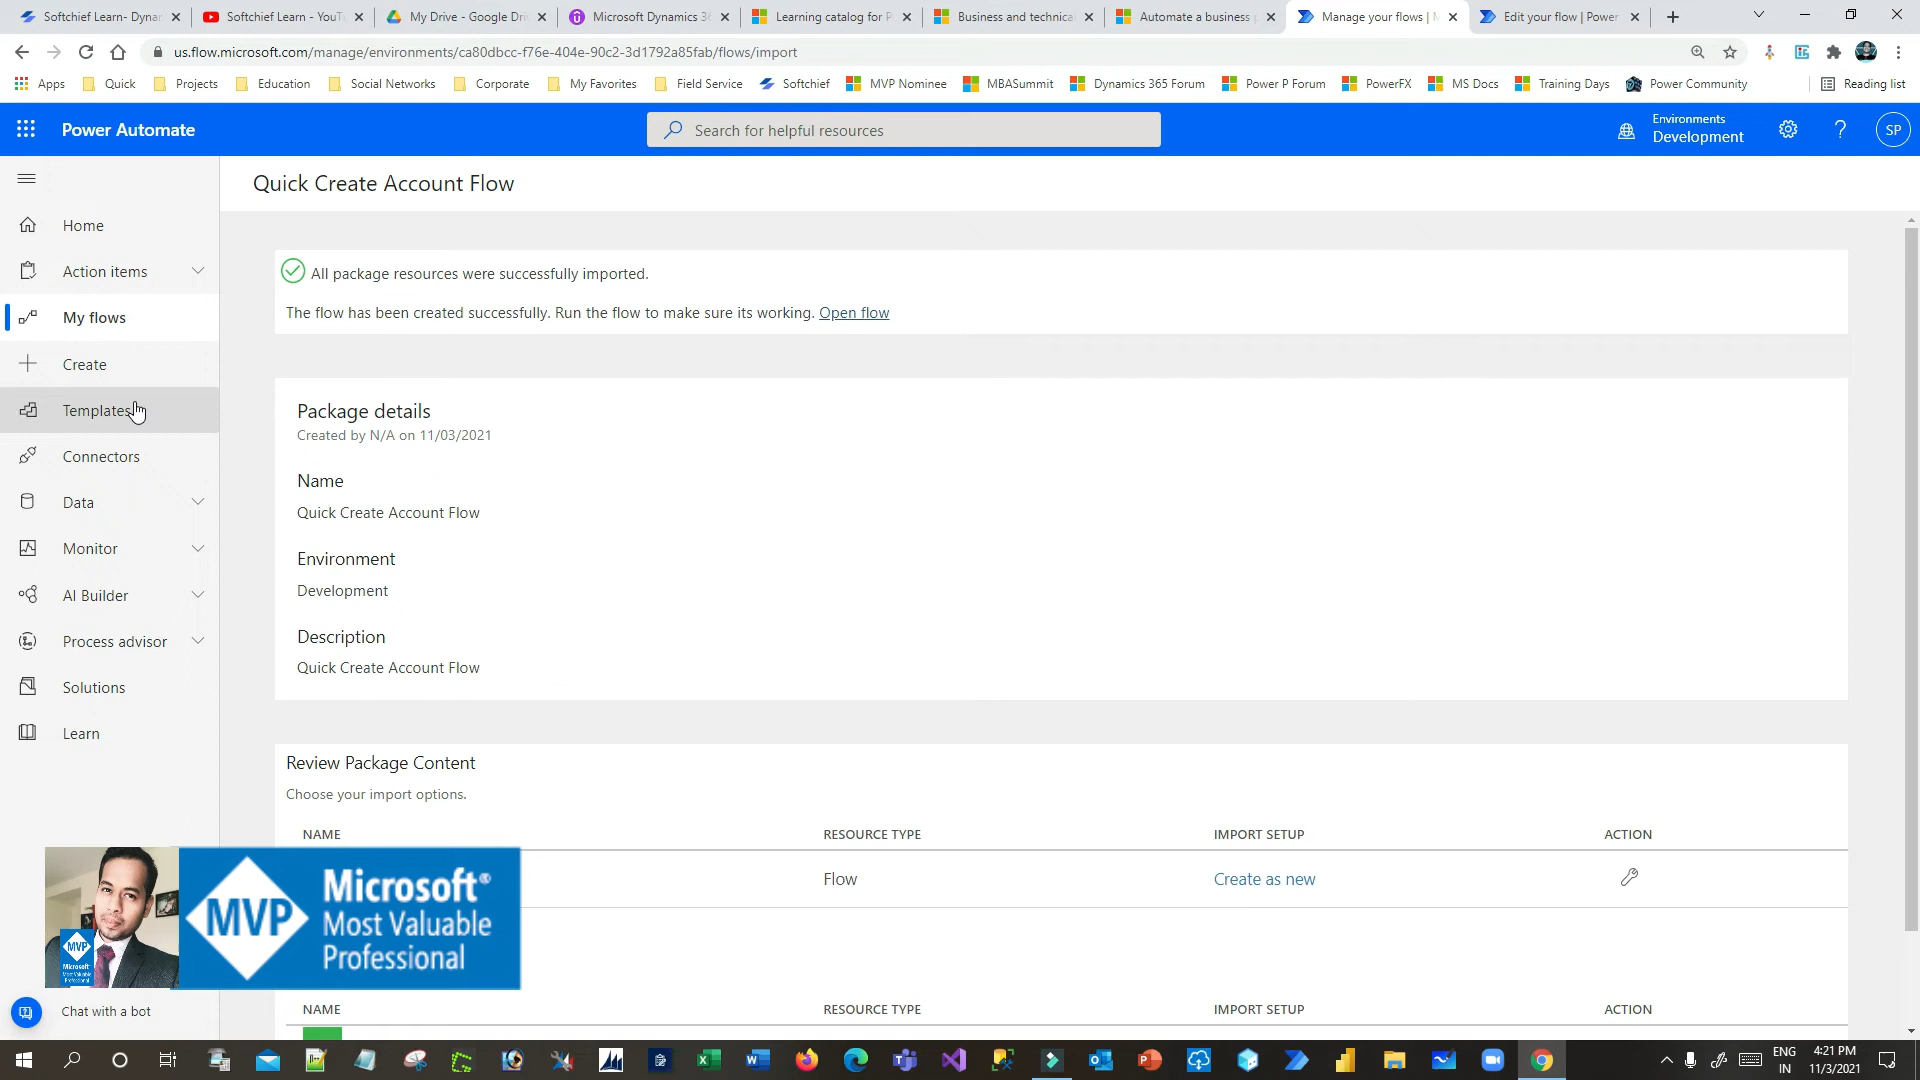 Softchief Learn- Dynam
Softchief Learn - YouTu
My Drive - Google Driv
Microsoft Dynamics 36
Learning catalog for P
Business and technical
Automate a business p
Manage your flows | M
Edit your flow | Power
us.flow.microsoft.com/manage/environments/ca80dbcc-f76e-404e-90c2-3d1792a85fab/flows/import
Apps
Quick
Projects
Education
Social Networks
Corporate
My Favorites
Field Service
Softchief
MVP Nominee
MBASummit
Dynamics 365 Forum
Power P Forum
PowerFX
MS Docs
Training Days
Power Community
Reading list
Power Automate
Search for helpful resources
Environments
Development
?
SP
Quick Create Account Flow
Home
Action items
My flows
Create
Templates
Connectors
Data
Monitor
AI Builder
Process advisor
Solutions
Learn
All package resources were successfully imported.
The flow has been created successfully. Run the flow to make sure its working. Open flow
Package details
Created by N/A on 11/03/2021
Name
Quick Create Account Flow
Environment
Development
Description
Quick Create Account Flow
Review Package Content
Choose your import options.
NAME RESOURCE TYPE IMPORT SETUP ACTION
Flow Create as new
MVP
Microsoft®
Most Valuable
Professional
MVP
Microsoft
Most Valuable
Professional
Chat with a bot
NAME RESOURCE TYPE IMPORT SETUP ACTION
ENG
IN
4:21 PM
11/3/2021